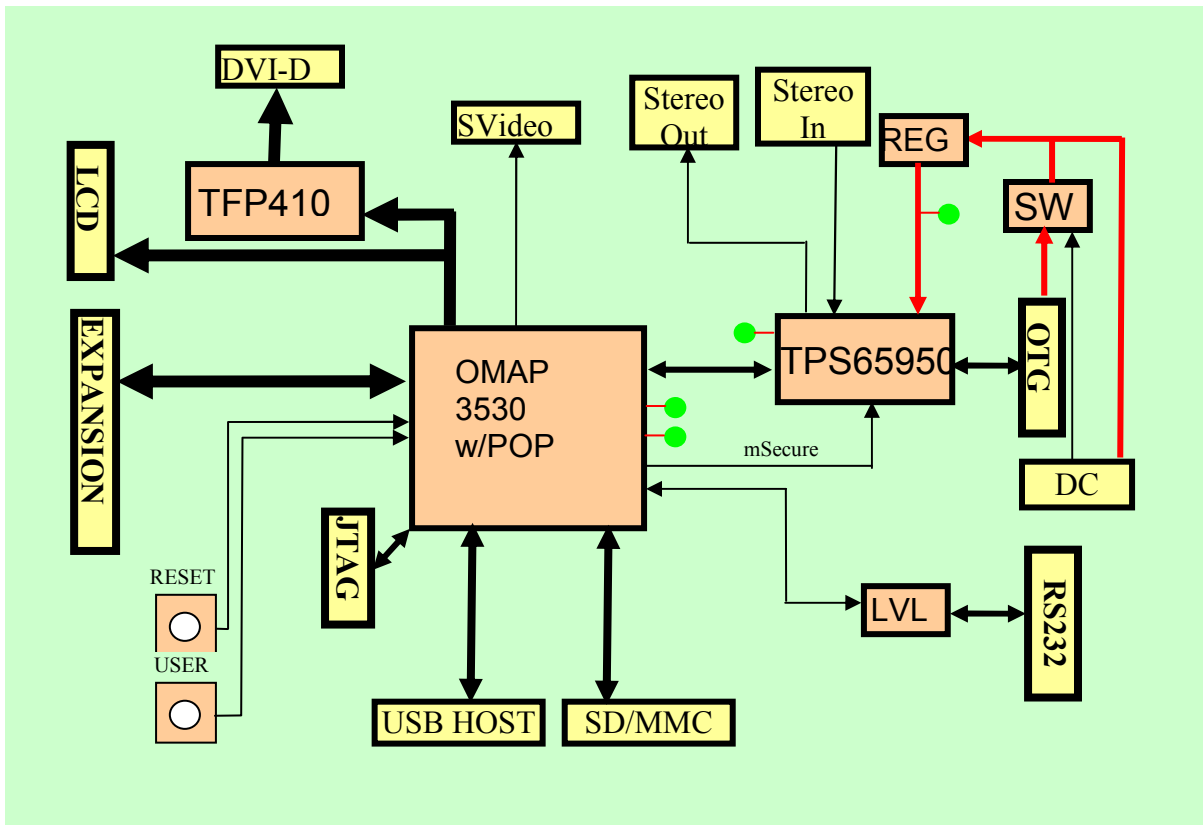 DVI-D
SVideo
Stereo
Out
Stereo
In
REG
LCD
TFP410
SW
EXPANSION
OMAP
3530
w/POP
TPS65950
OTG
mSecure
DC
JTAG
RESET
USER
LVL
RS232
USB HOST
SD/MMC